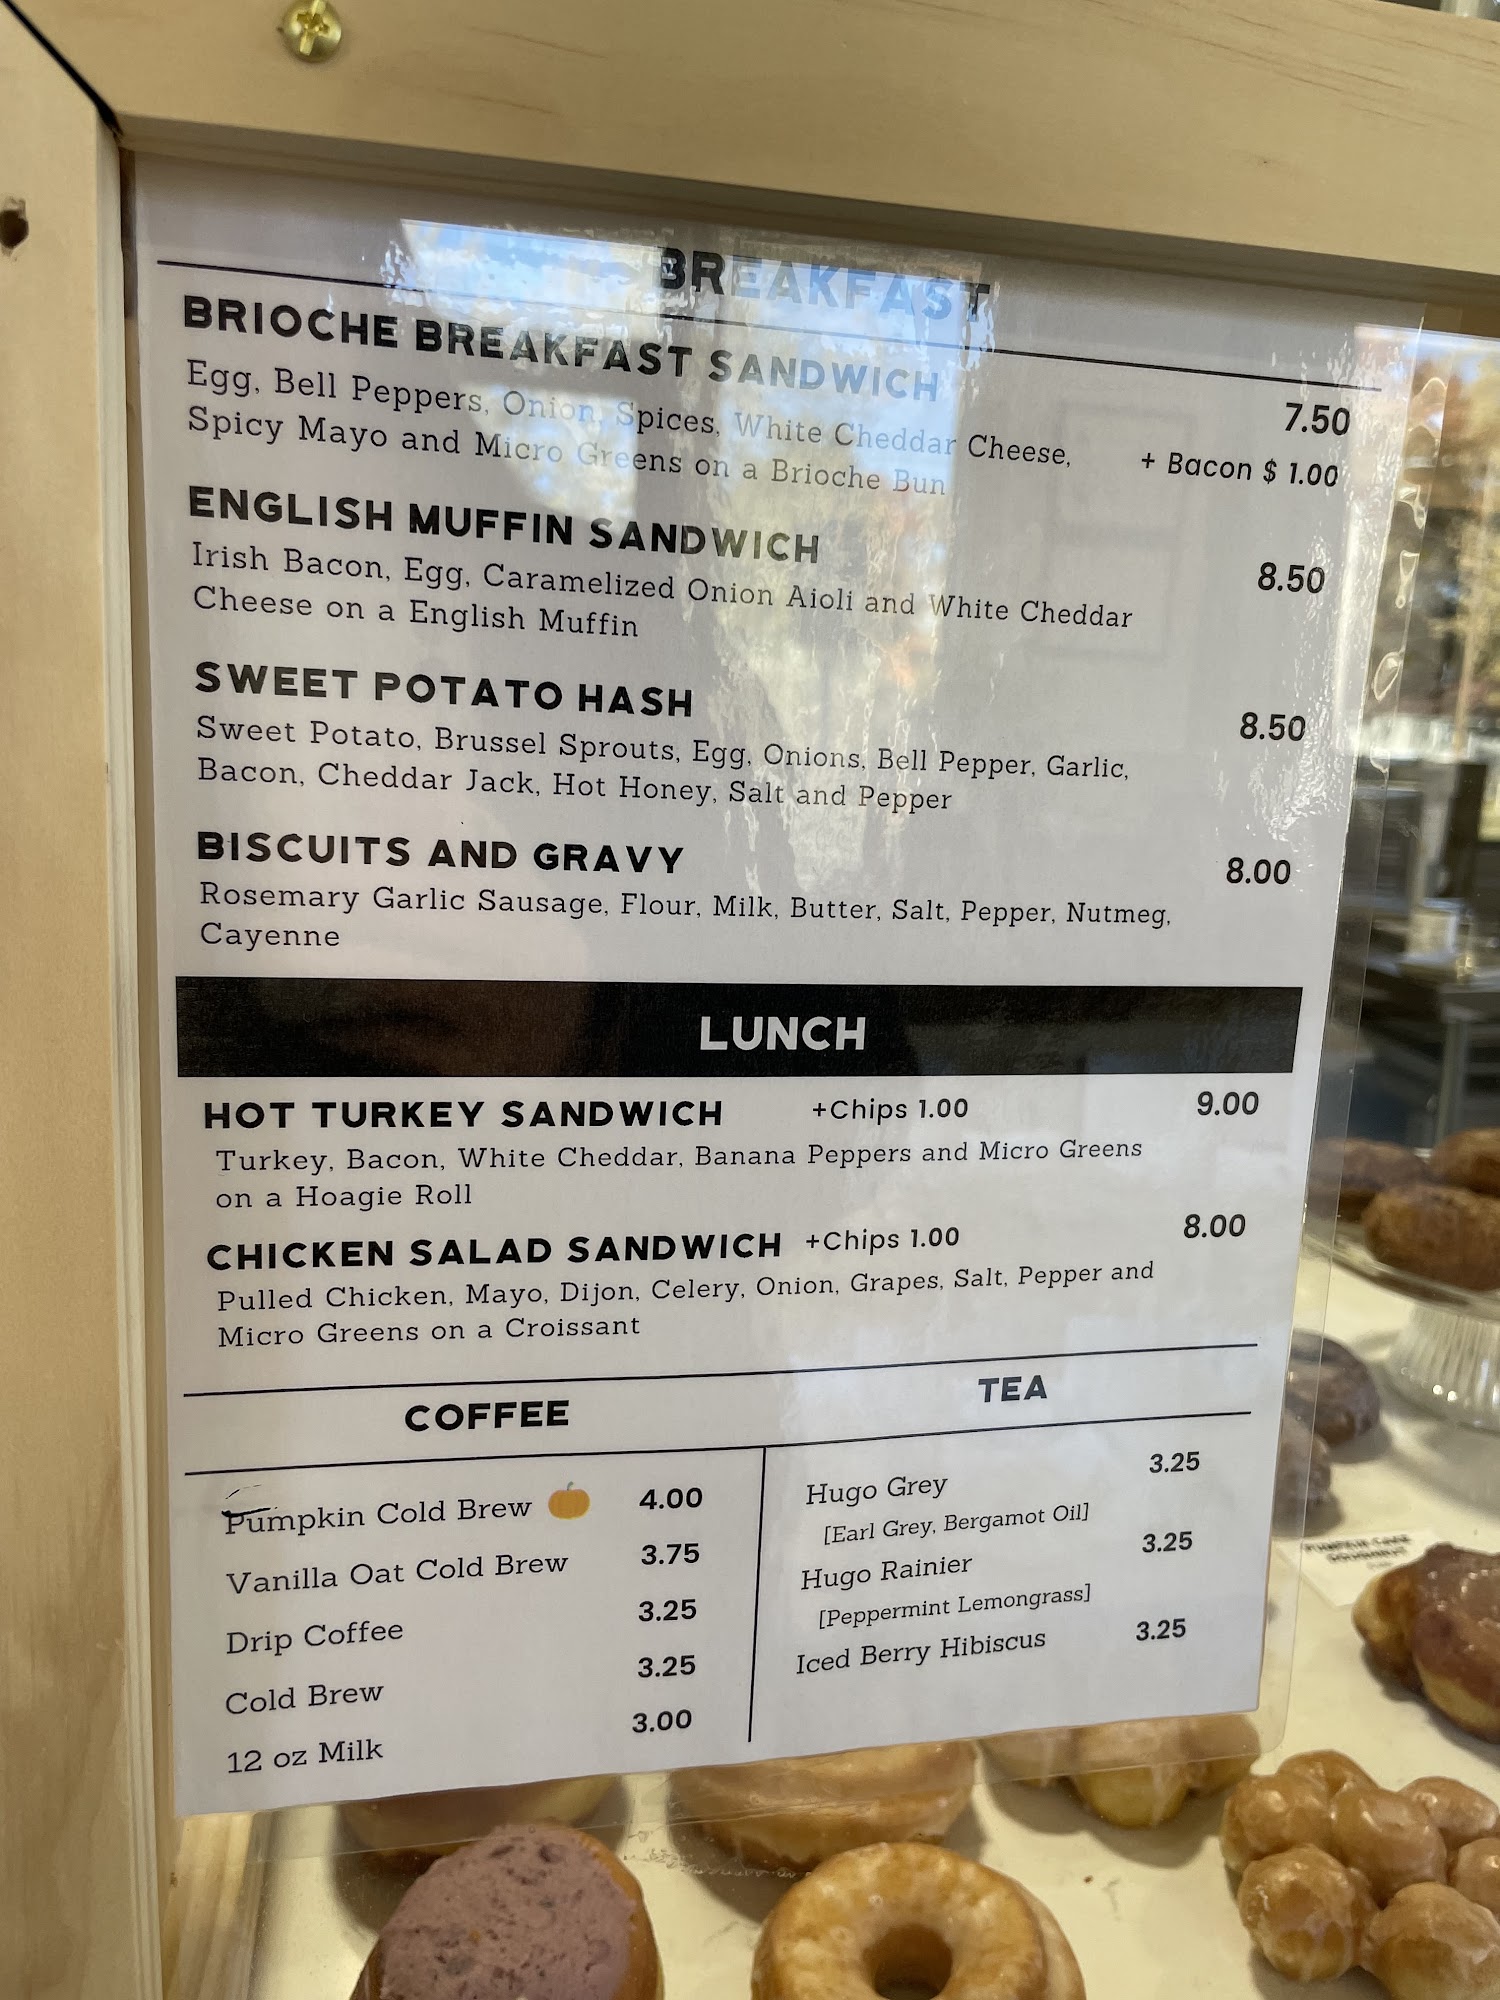 BREAKFAST
BRIOCHE BREAKFAST SANDWICH
7.50
Egg, Bell Peppers, Onion, Spices, White Cheddar Cheese,
+ Bacon $ 1.00
Spicy Mayo and Micro Greens on a Brioche Bun
ENGLISH MUFFIN SANDWICH
8.50
Irish Bacon, Egg, Caramelized Onion Aioli and White Cheddar
Cheese on a English Muffin
SWEET POTATO HASH
8.50
Sweet Potato, Brussel Sprouts, Egg, Onions, Bell Pepper, Garlic,
Bacon, Cheddar Jack, Hot Honey, Salt and Pepper
BISCUITS AND GRAVY
8.00
Rosemary Garlic Sausage, Flour, Milk, Butter, Salt, Pepper, Nutmeg,
Cayenne
LUNCH
HOT TURKEY SANDWICH +Chips 1.00 9.00
Turkey, Bacon, White Cheddar, Banana Peppers and Micro Greens
on a Hoagie Roll
CHICKEN SALAD SANDWICH +Chips 1.00 8.00
Pulled Chicken, Mayo, Dijon, Celery, Onion, Grapes, Salt, Pepper and
Micro Greens on a Croissant
COFFEE
Pumpkin Cold Brew 4.00
Vanilla Oat Cold Brew 3.75
Drip Coffee 3.25
Cold Brew 3.25
12 oz Milk 3.00
TEA
Hugo Grey 3.25
[Earl Grey, Bergamot Oil]
Hugo Rainier 3.25
[Peppermint Lemongrass]
Iced Berry Hibiscus 3.25